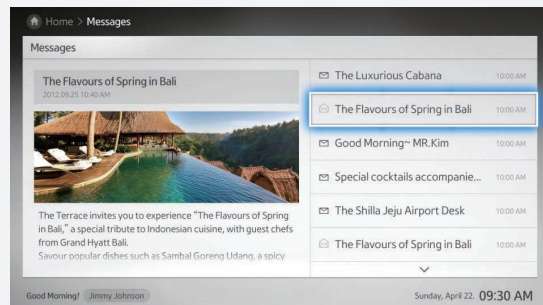 Home > Messages
Messages
The Flavours of Spring in Bali
2012.09.25 10:40 AM
The Terrace invites you to experience "The Flavours of Spring
in Bali," a special tribute to Indonesian cuisine, with guest chefs
from Grand Hyatt Bali.
Savour popular dishes such as Sambal Goreng Udang, a spicy
The Luxurious Cabana 10:00 AM
The Flavours of Spring in Bali 10:00 AM
Good Morning~ MR.Kim 10:00 AM
Special cocktails accompanie... 10:00 AM
The Shilla Jeju Airport Desk 10:00 AM
The Flavours of Spring in Bali 10:00 AM
Good Morning! Jimmy Johnson
Sunday, April 22. 09:30 AM